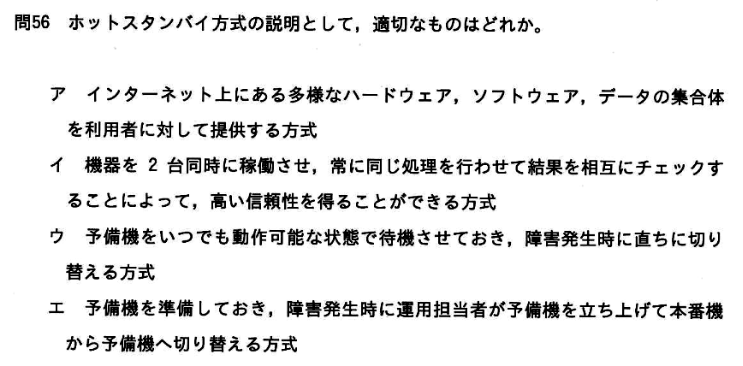 問56　ホットスタンバイ方式の説明として，適切なものはどれか。
ア　インターネット上にある多様なハードウェア，ソフトウェア，データの集合体
を利用者に対して提供する方式
イ　機器を 2 台同時に稼働させ，常に同じ処理を行わせて結果を相互にチェックす
ることによって，高い信頼性を得ることができる方式
ウ　予備機をいつでも動作可能な状態で待機させておき，障害発生時に直ちに切り
替える方式
エ　予備機を準備しておき，障害発生時に運用担当者が予備機を立ち上げて本番機
から予備機へ切り替える方式